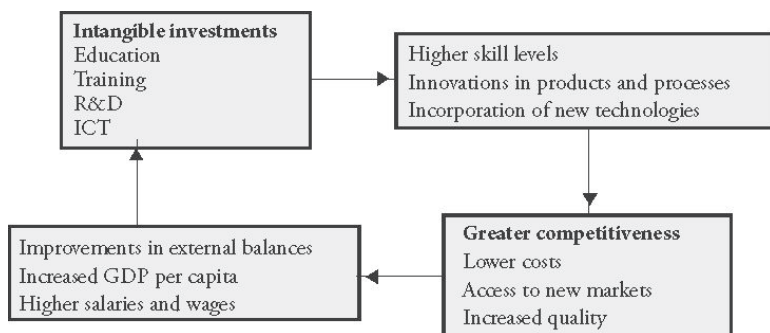 Intangible investments
Education
Training
R&D
ICT
Higher skill levels
Innovations in products and processes
Incorporation of new technologies
Greater competitiveness
Lower costs
Access to new markets
Increased quality
Improvements in external balances
Increased GDP per capita
Higher salaries and wages